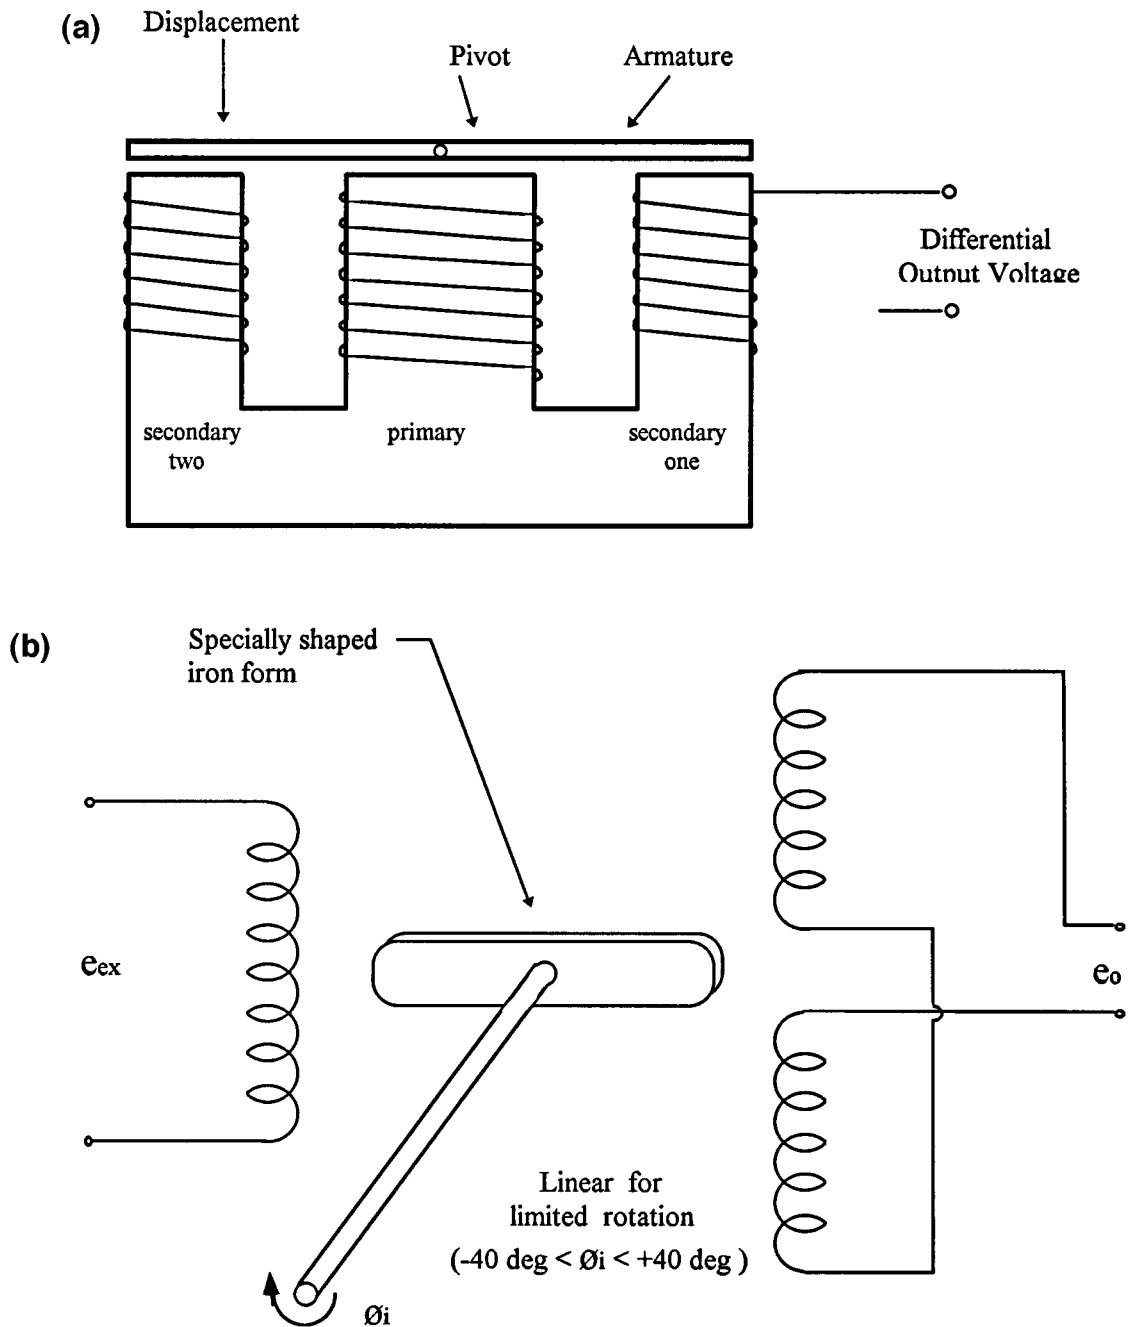 (a)
Displacement
Pivot
Armature
Differential
Output Voltage
secondary
two
primary
secondary
one
(b)
Specially shaped
iron form
eex
eo
Linear for
limited rotation
(-40 deg < Øi < +40 deg )
Øi